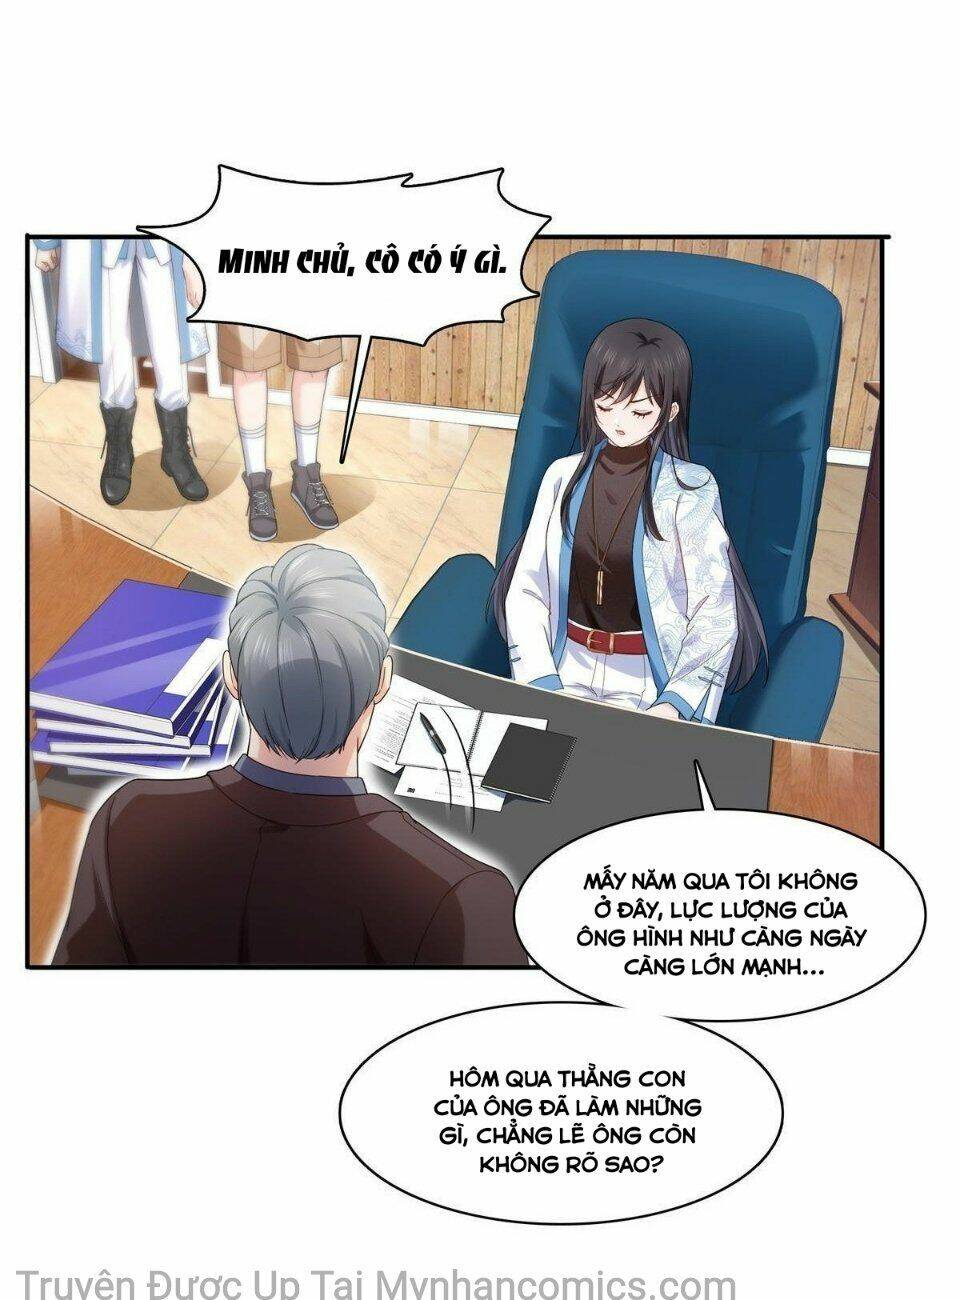 MINH CHỦ, CÔ CÓ Ý GÌ.
MẤY NĂM QUA TÔI KHÔNG
Ở ĐÂY, LỰC LƯỢNG CỦA
ÔNG HÌNH NHƯ CÀNG NGÀY
CÀNG LỚN MẠNH...
HÔM QUA THẰNG CON
CỦA ÔNG ĐÃ LÀM NHỮNG
GÌ, CHẲNG LẼ ÔNG CÒN
KHÔNG RÕ SAO?
Truyện Được Up Tại Mynhancomics.com